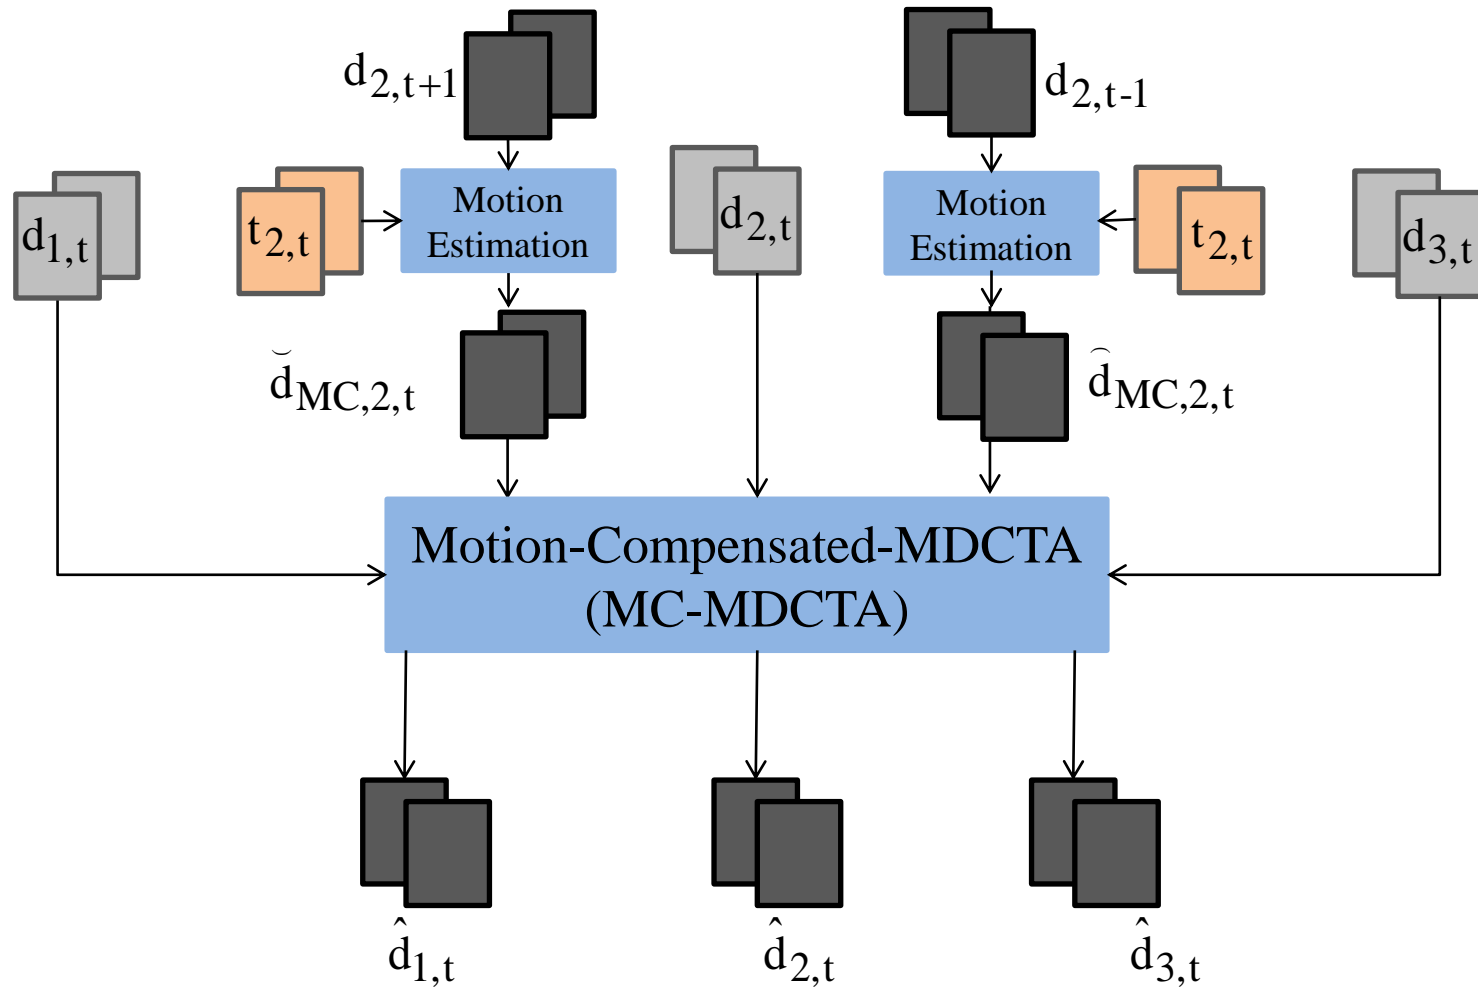 d2,t+1
d2,t-1
d1,t
t2,t
Motion
Estimation
d2,t
Motion
Estimation
t2,t
d3,t
d̆MC,2,t
d̑MC,2,t
Motion-Compensated-MDCTA
(MC-MDCTA)
d̂1,t
d̂2,t
d̂3,t